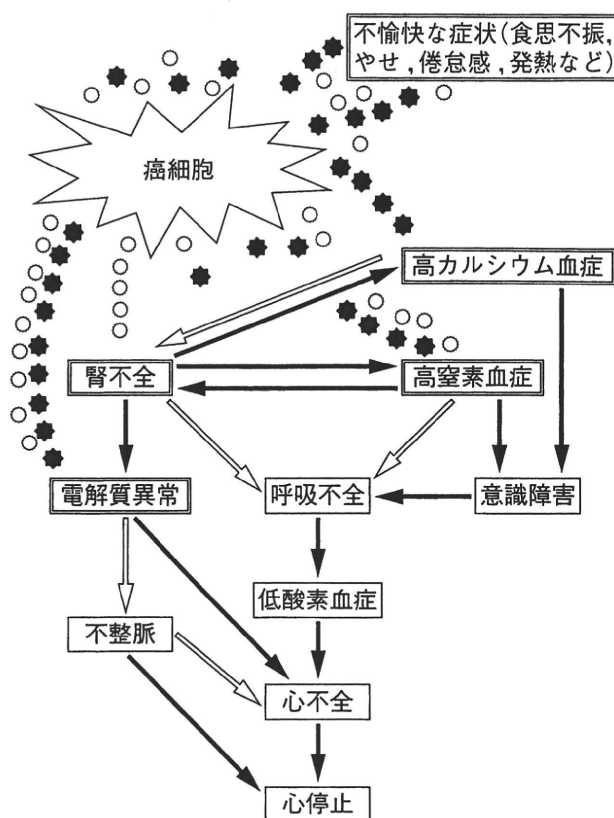 不愉快な症状(食思不振,
やせ,倦怠感,発熱など)
癌細胞
高カルシウム血症
腎不全
高窒素血症
電解質異常
呼吸不全
意識障害
低酸素血症
不整脈
心不全
心停止